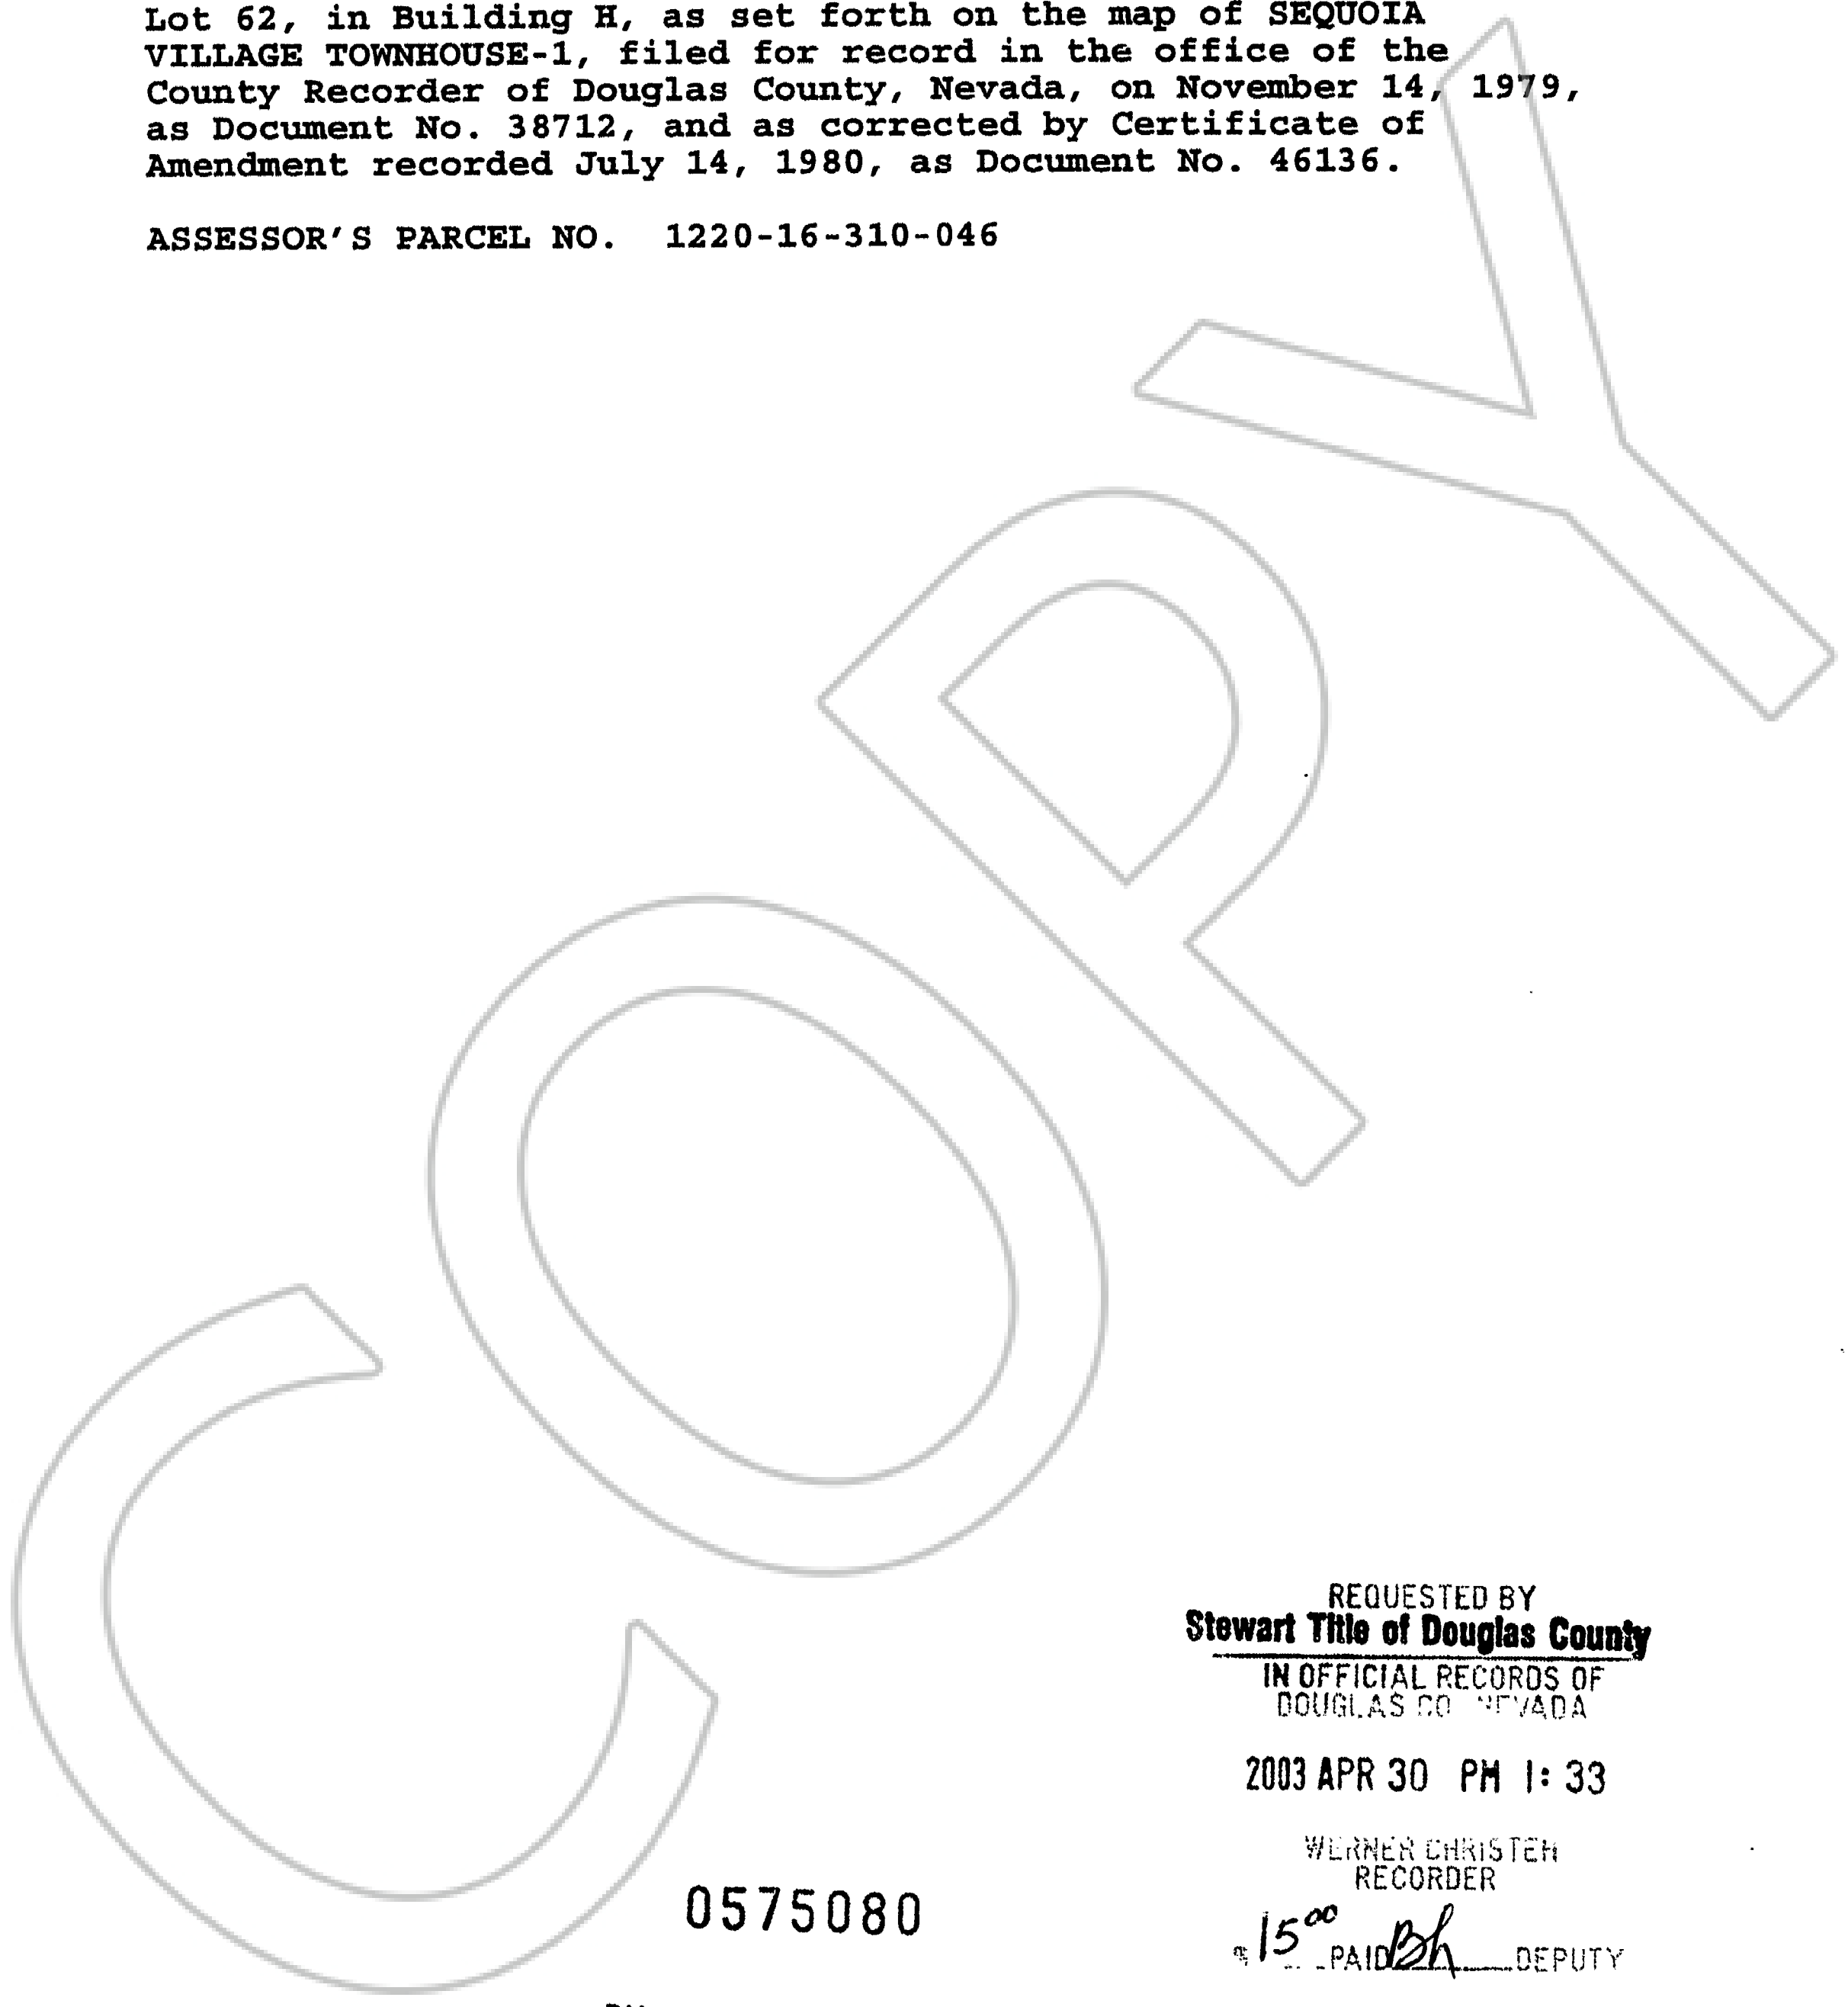 Lot 62, in Building H, as set forth on the map of SEQUOIA
VILLAGE TOWNHOUSE-1, filed for record in the office of the
County Recorder of Douglas County, Nevada, on November 14, 1979,
as Document No. 38712, and as corrected by Certificate of
Amendment recorded July 14, 1980, as Document No. 46136.
ASSESSOR'S PARCEL NO. 1220-16-310-046
COPY
REQUESTED BY
Stewart Title of Douglas County
IN OFFICIAL RECORDS OF
DOUGLAS CO NEVADA
2003 APR 30 PM 1:33
WERNER CHRISTEN
RECORDER
0575080
$ 15 00 PAID Bh DEPUTY